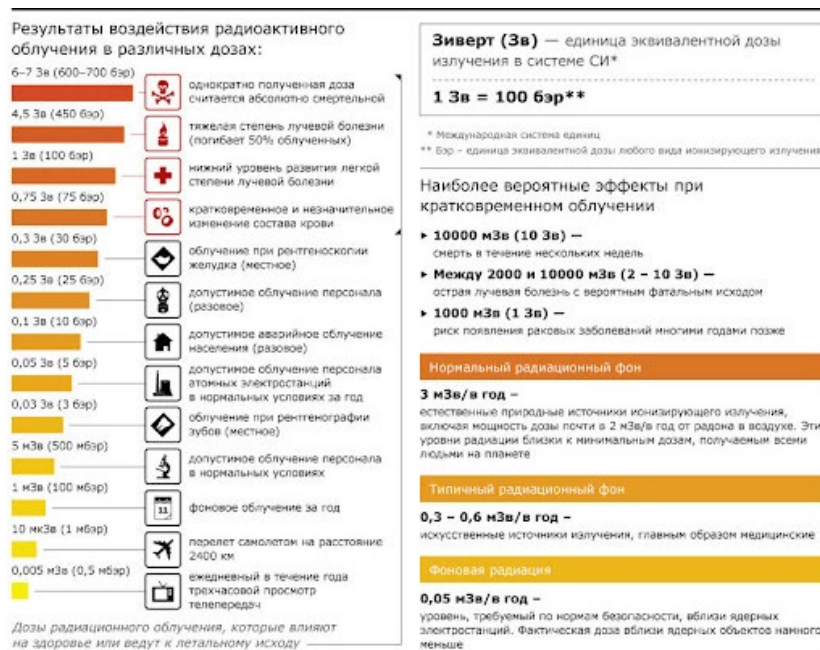 Результаты воздействия радиоактивного
облучения в различных дозах:
6–7 Зв (600–700 бэр)
однократно полученная доза
считается абсолютно смертельной
4,5 Зв (450 бэр)
тяжелая степень лучевой болезни
(погибает 50% облученных)
1 Зв (100 бэр)
нижний уровень развития легкой
степени лучевой болезни
0,75 Зв (75 бэр)
кратковременное и незначительное
изменение состава крови
0,3 Зв (30 бэр)
облучение при рентгеноскопии
желудка (местное)
0,25 Зв (25 бэр)
допустимое облучение персонала
(разовое)
0,1 Зв (10 бэр)
допустимое аварийное облучение
населения (разовое)
0,05 Зв (5 бэр)
допустимое облучение персонала
атомных электростанций
в нормальных условиях за год
0,03 Зв (3 бэр)
облучение при рентгенографии
зубов (местное)
5 мЗв (500 мбэр)
допустимое облучение персонала
в нормальных условиях
1 мЗв (100 мбэр)
11
фоновое облучение за год
10 мкЗв (1 мбэр)
перелет самолетом на расстояние
2400 км
0,005 мЗв (0,5 мбэр)
ежедневный в течение года
трехчасовой просмотр
телепередач
Дозы радиационного облучения, которые влияют
на здоровье или ведут к летальному исходу
Зиверт (Зв) — единица эквивалентной дозы
излучения в системе СИ*
1 Зв = 100 бэр**
* Международная система единиц
** Бэр – единица эквивалентной дозы любого вида ионизирующего излучения
Наиболее вероятные эффекты при
кратковременном облучении
▸ 10000 мЗв (10 Зв) —
смерть в течение нескольких недель
▸ Между 2000 и 10000 мЗв (2 – 10 Зв) —
острая лучевая болезнь с вероятным фатальным исходом
▸ 1000 мЗв (1 Зв) —
риск появления раковых заболеваний многими годами позже
Нормальный радиационный фон
3 мЗв/в год –
естественные природные источники ионизирующего излучения,
включая мощность дозы почти в 2 мЗв/в год от радона в воздухе. Эти
уровни радиации близки к минимальным дозам, получаемым всеми
людьми на планете
Типичный радиационный фон
0,3 – 0,6 мЗв/в год –
искусственные источники излучения, главным образом медицинские
Фоновая радиация
0,05 мЗв/в год –
уровень, требуемый по нормам безопасности, вблизи ядерных
электростанций. Фактическая доза вблизи ядерных объектов намного
меньше